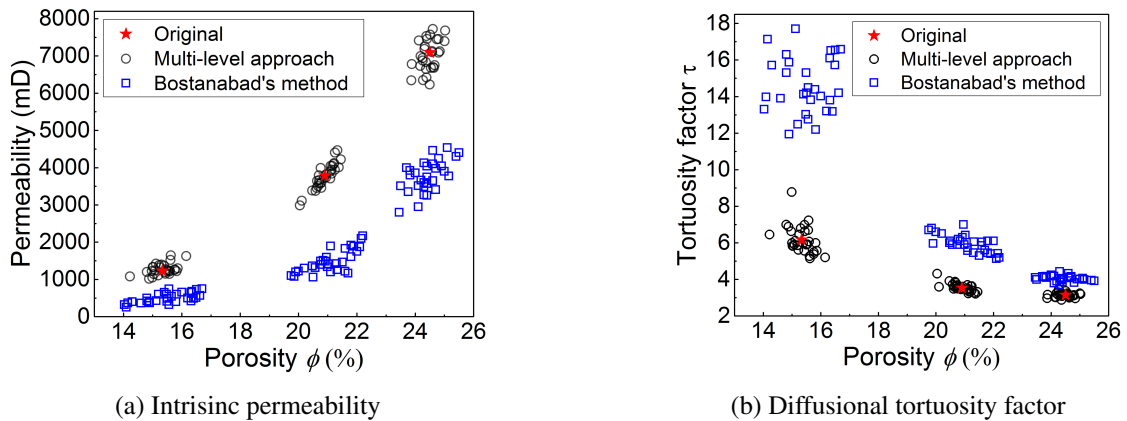 8000
7000
6000
5000
4000
3000
2000
1000
0
Permeability (mD)
Original
Multi-level approach
Bostanabad's method
14 16 18 20 22 24 26
Porosity ϕ (%)
(a) Intrisinc permeability
18
16
14
12
10
8
6
4
2
Tortuosity factor τ
Original
Multi-level approach
Bostanabad's method
14 16 18 20 22 24 26
Porosity ϕ (%)
(b) Diffusional tortuosity factor